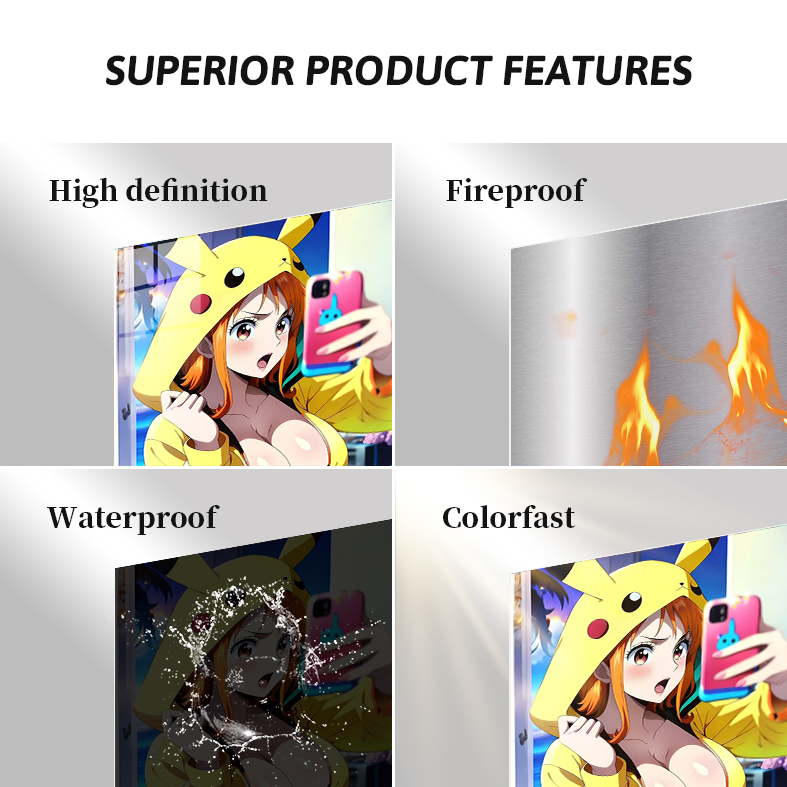 SUPERIOR PRODUCT FEATURES
High definition
Fireproof
Waterproof
Colorfast